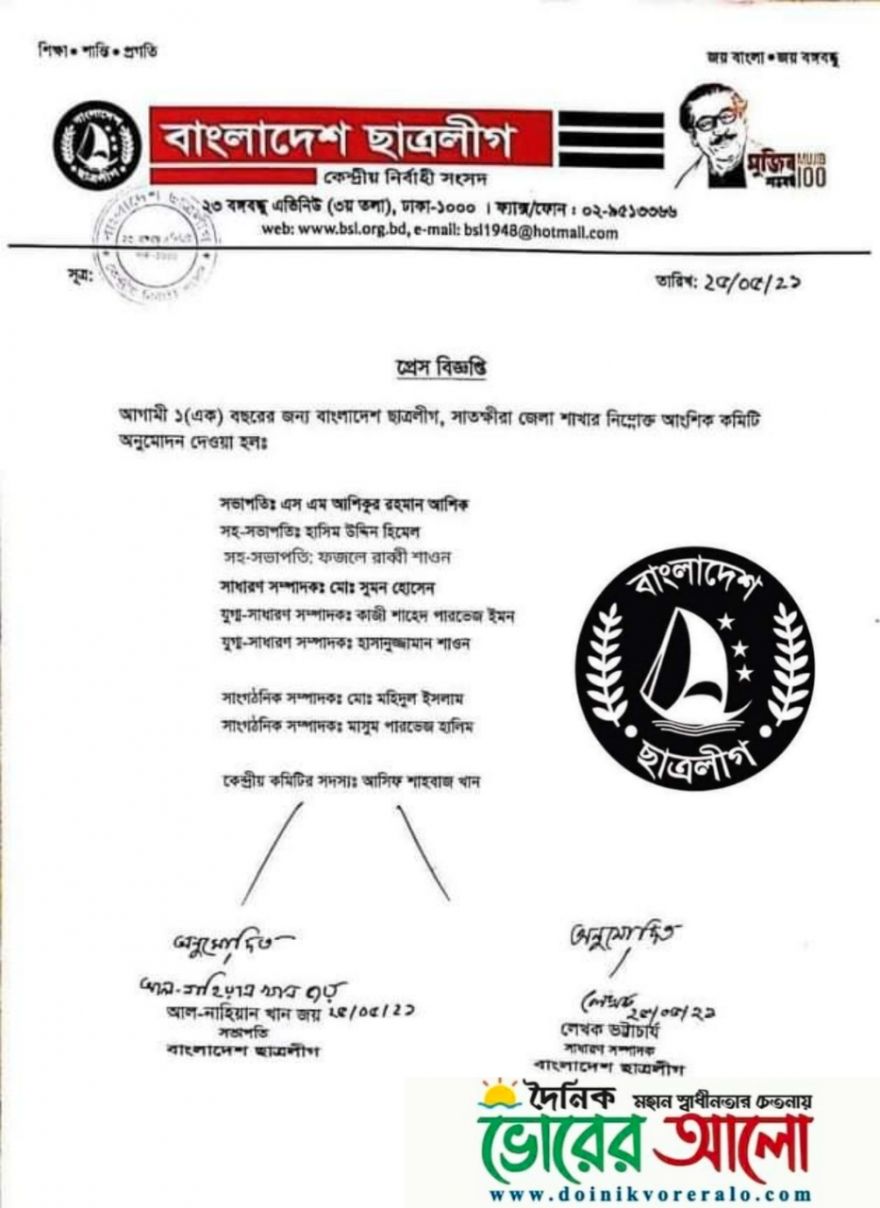 শিক্ষা • শান্তি • প্রগতি
জয় বাংলা • জয় বঙ্গবন্ধু
বাংলাদেশ ছাত্রলীগ
বাংলাদেশ ছাত্রলীগ
কেন্দ্রীয় নির্বাহী সংসদ
মুজিব MUJIB
100
২৩ বঙ্গবন্ধু এভিনিউ (৩য় তলা), ঢাকা-১০০০ । ফ্যাক্স/ফোন : ০২-৯৫১৩৩৬৬
web: www.bsl.org.bd, e-mail: bsl1948@hotmail.com
সূত্র:
তারিখ: ২৫/০৫/২১
প্রেস বিজ্ঞপ্তি
আগামী ১(এক) বছরের জন্য বাংলাদেশ ছাত্রলীগ, সাতক্ষীরা জেলা শাখার নিম্নোক্ত আংশিক কমিটি
অনুমোদন দেওয়া হলঃ
সভাপতিঃ এস এম আশিকুর রহমান আশিক
সহ-সভাপতিঃ হাসিম উদ্দিন হিমেল
সহ-সভাপতি: ফজলে রাব্বী শাওন
সাধারণ সম্পাদকঃ মোঃ সুমন হোসেন
যুগ্ম-সাধারণ সম্পাদকঃ কাজী শাহেদ পারভেজ ইমন
যুগ্ম-সাধারণ সম্পাদকঃ হাসানুজ্জামান শাওন
সাংগঠনিক সম্পাদকঃ মোঃ মহিদুল ইসলাম
সাংগঠনিক সম্পাদকঃ মাসুম পারভেজ হালিম
কেন্দ্রীয় কমিটির সদস্যঃ আসিফ শাহবাজ খান
বাংলাদেশ
ছাত্রলীগ
অনুমোদিত
আল-নাহিয়ান খান জয়
আল-নাহিয়ান খান জয় ২৫/০৫/২১
সভাপতি
বাংলাদেশ ছাত্রলীগ
অনুমোদিত
লেখক
২৫/০৫/২১
লেখক ভট্টাচার্য
সাধারণ সম্পাদক
বাংলাদেশ ছাত্রলীগ
দৈনিক মহান স্বাধীনতার চেতনায়
ভোরের আলো
www.doinikvoreralo.com